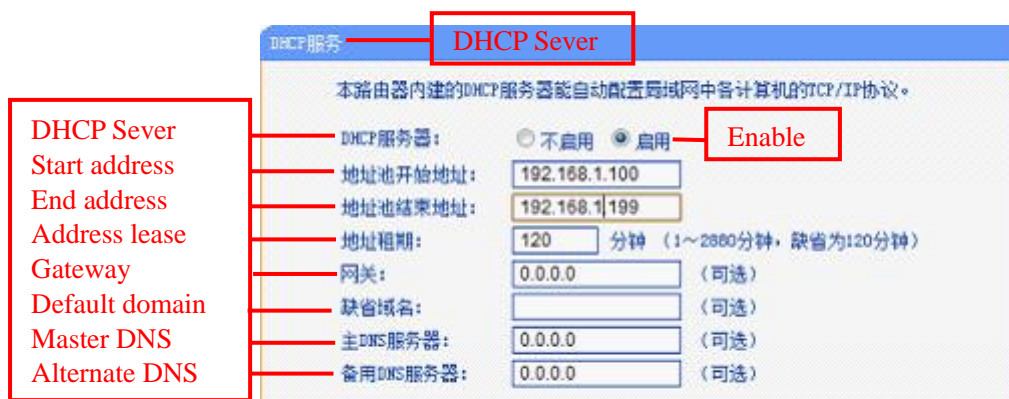 DHCP服务 DHCP Sever
本路由器内建的DHCP服务器能自动配置局域网中各计算机的TCP/IP协议。
DHCP Sever DHCP服务器： 不启用 启用 Enable
Start address 地址池开始地址： 192.168.1.100
End address 地址池结束地址： 192.168.1.199
Address lease 地址租期： 120 分钟 （1～2880分钟，缺省为120分钟）
Gateway 网关： 0.0.0.0 （可选）
Default domain 缺省域名： （可选）
Master DNS 主DNS服务器： 0.0.0.0 （可选）
Alternate DNS 备用DNS服务器： 0.0.0.0 （可选）